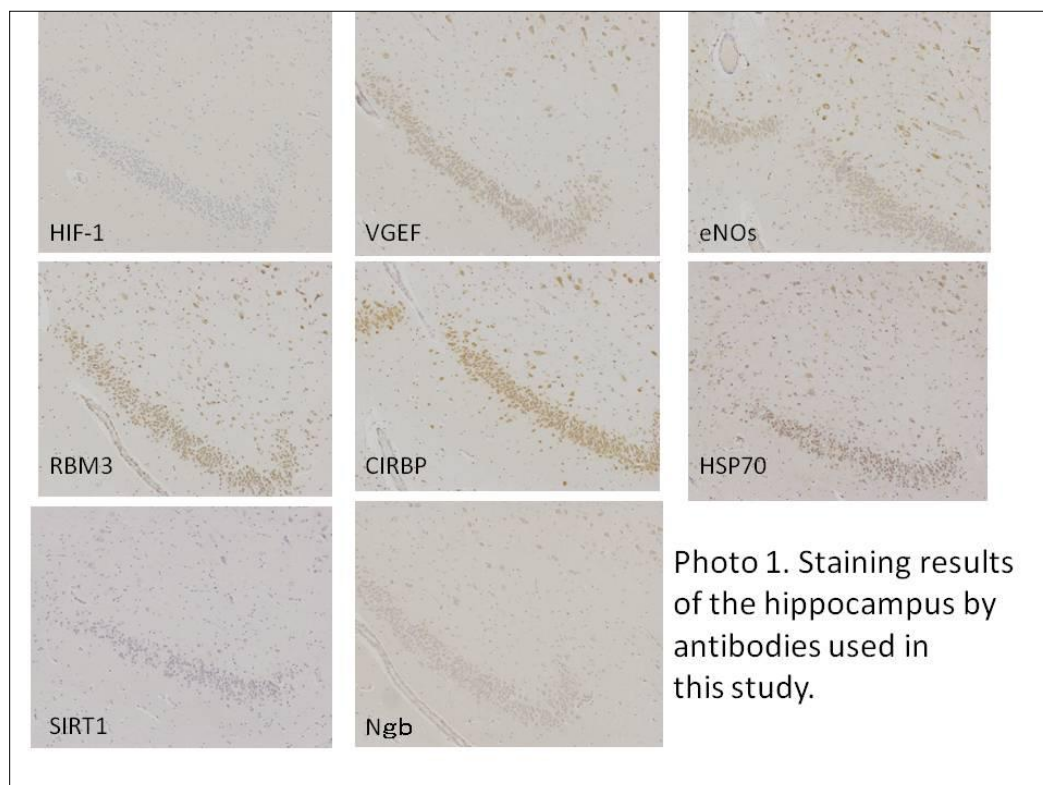 HIF-1
VGEF
eNOs
RBM3
CIRBP
HSP70
SIRT1
Ngb
Photo 1. Staining results
of the hippocampus by
antibodies used in
this study.